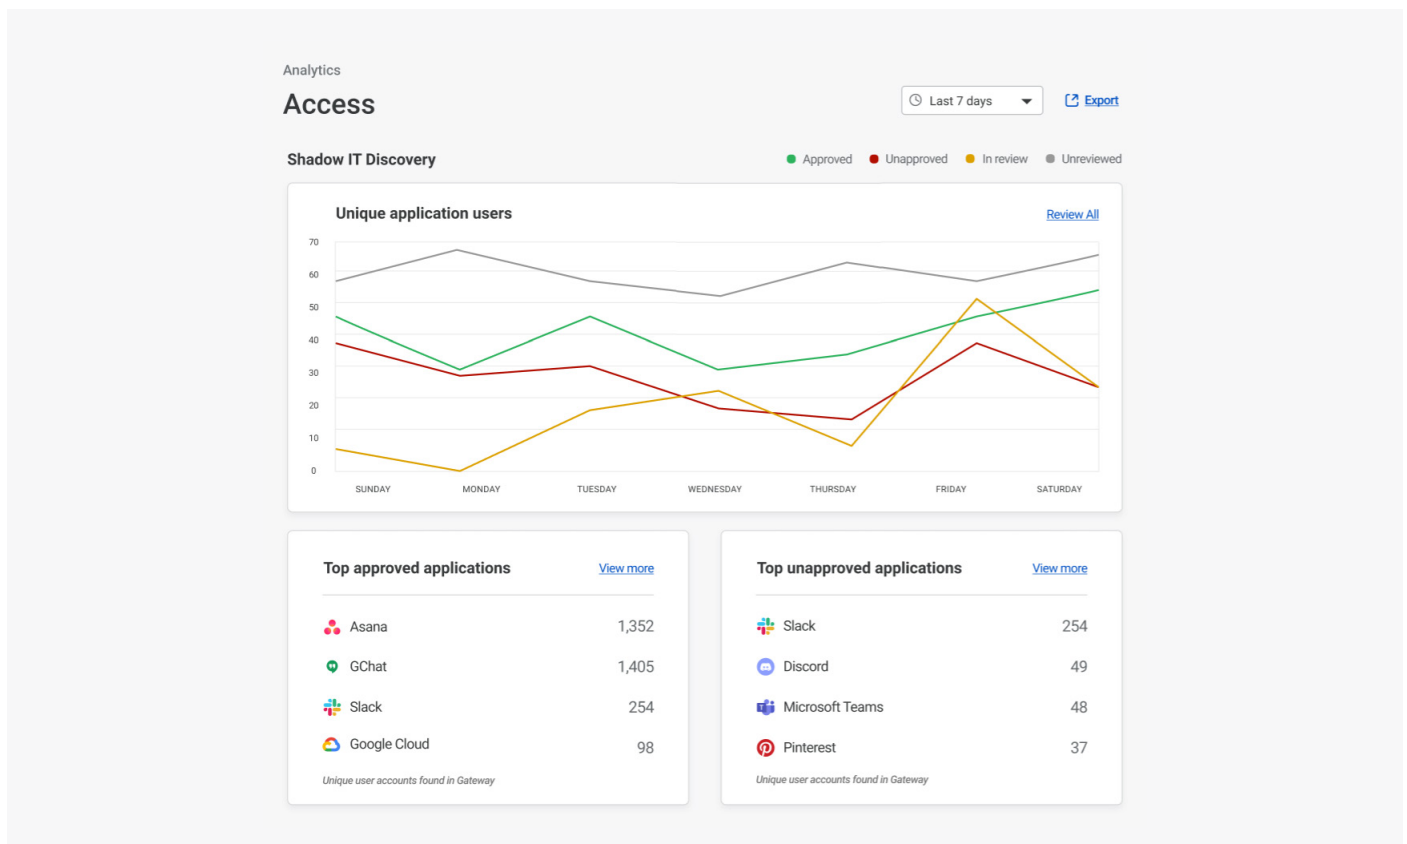 Analytics
Access
Last 7 days
Export
Shadow IT Discovery
Approved Unapproved In review Unreviewed
Unique application users
Review All
70
60
50
40
30
20
10
0
SUNDAY MONDAY TUESDAY WEDNESDAY THURSDAY FRIDAY SATURDAY
Top approved applications
View more
Asana 1,352
GChat 1,405
Slack 254
Google Cloud 98
Unique user accounts found in Gateway
Top unapproved applications
View more
Slack 254
Discord 49
Microsoft Teams 48
Pinterest 37
Unique user accounts found in Gateway